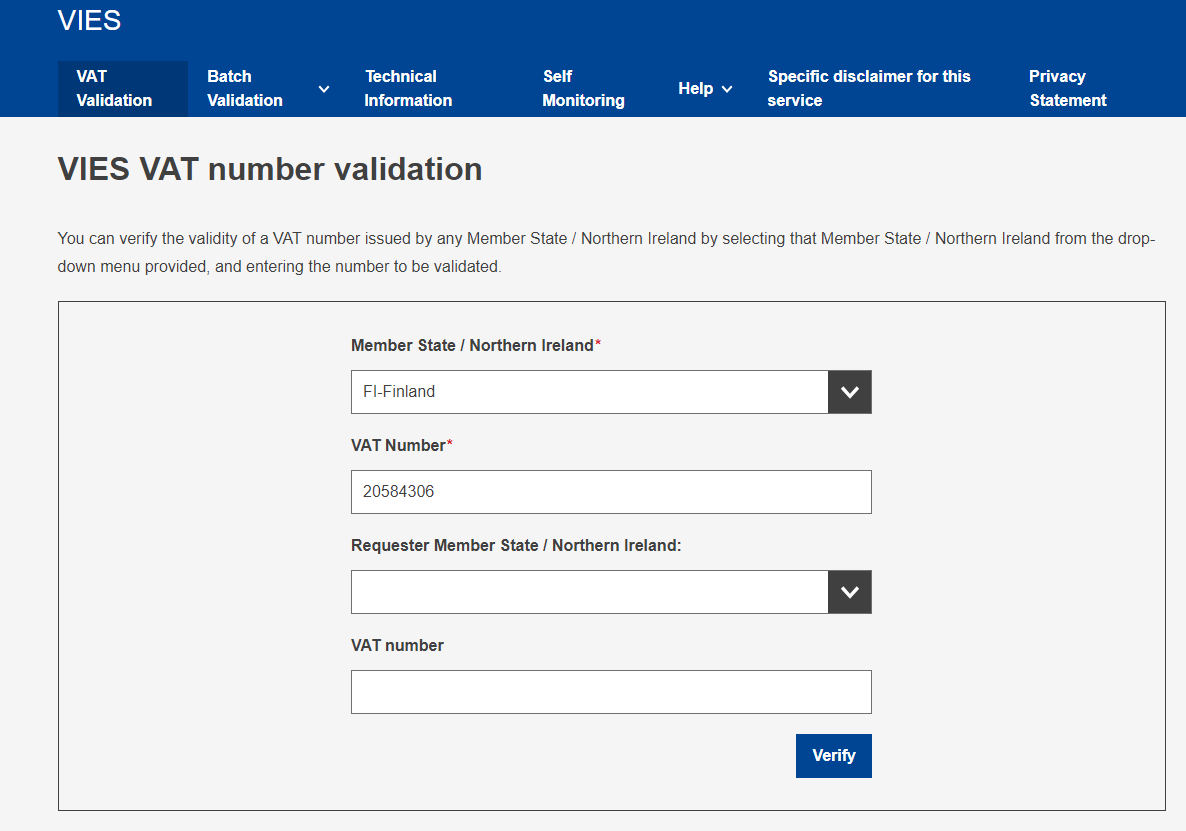 VIES
VAT
Validation
Batch
Validation
Technical
Information
Self
Monitoring
Help
Specific disclaimer for this
service
Privacy
Statement
VIES VAT number validation
You can verify the validity of a VAT number issued by any Member State / Northern Ireland by selecting that Member State / Northern Ireland from the drop-
down menu provided, and entering the number to be validated.
Member State / Northern Ireland*
FI-Finland
VAT Number*
20584306
Requester Member State / Northern Ireland:
VAT number
Verify